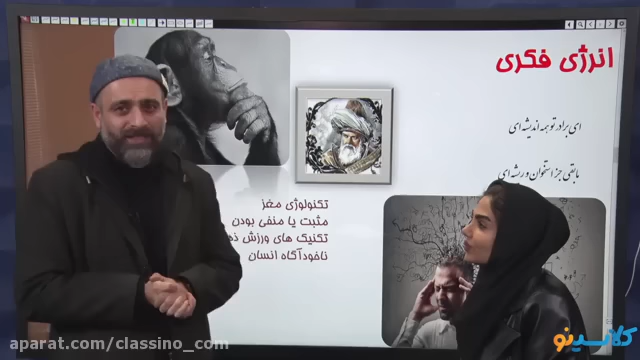 انرژی فکری
ای برادر تو همه اندیشه‌ای
مابقی جز استخوان و ریشه‌ای
تکنولوژی مغز
مثبت یا منفی بودن
تکنیک های ورزش
ناخودآگاه انسان
aparat.com/classino_com
کلاسینو